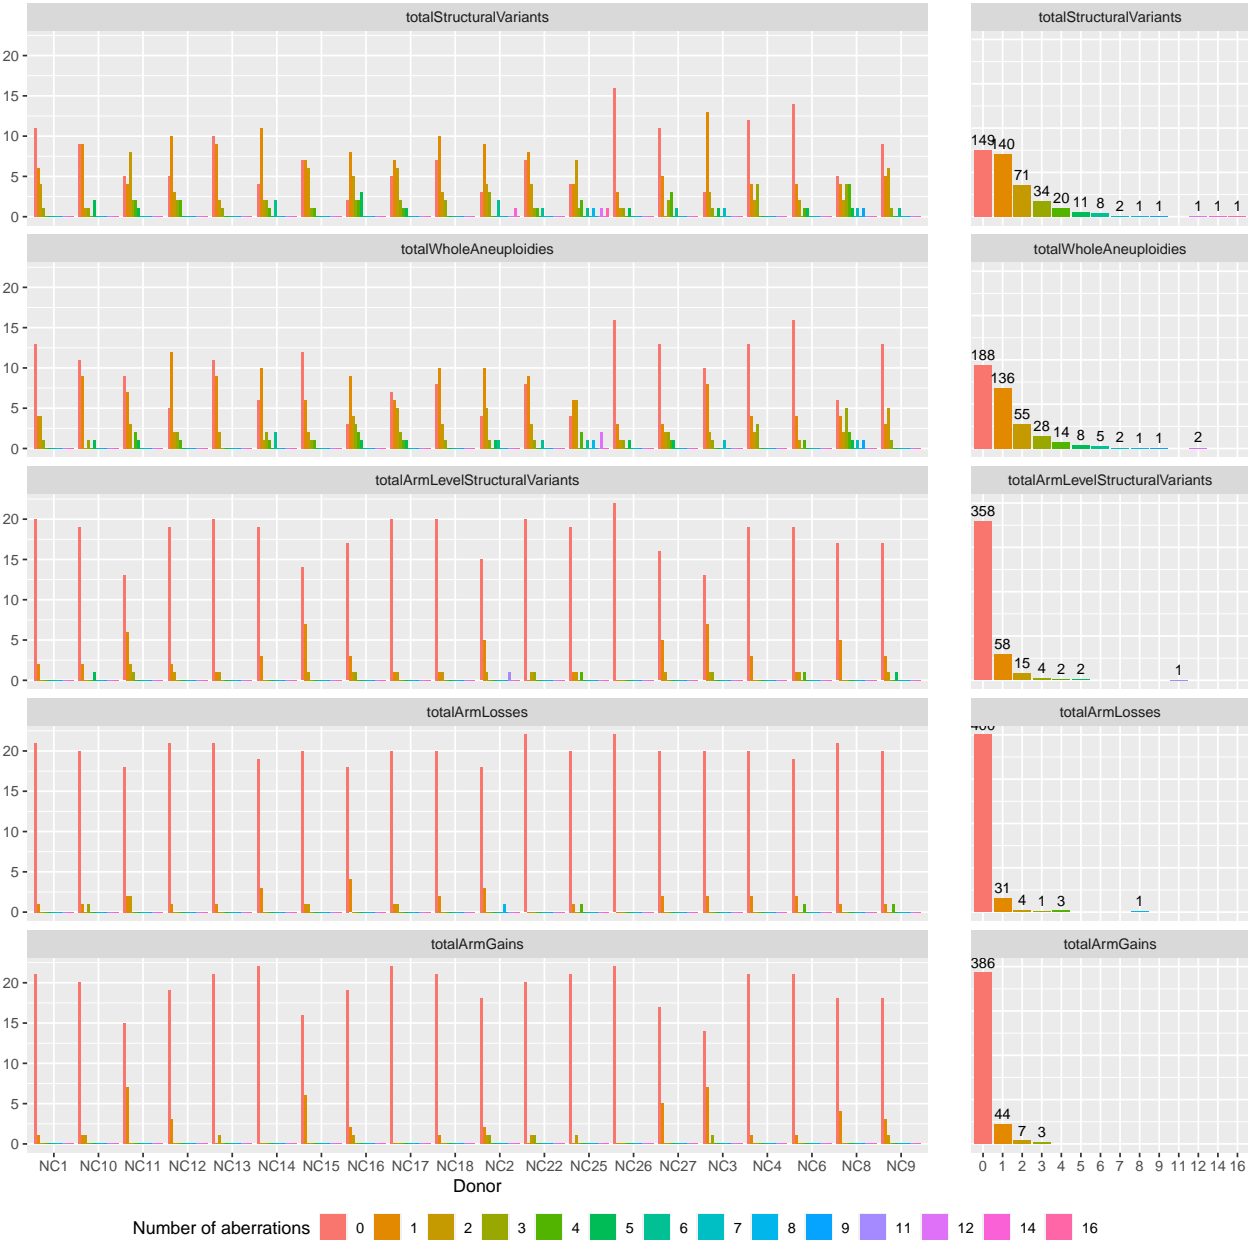 totalStructuralVariants
totalStructuralVariants
20
15
10
5
0
149 140 71 34 20 11 8 2 1 1 1 1 1
totalWholeAneuploidies
totalWholeAneuploidies
20
15
10
5
0
188 136 55 28 14 8 5 2 1 1 2
totalArmLevelStructuralVariants
totalArmLevelStructuralVariants
20
15
10
5
0
358 58 15 4 2 2 1
totalArmLosses
totalArmLosses
20
15
10
5
0
31 4 1 3 1
totalArmGains
totalArmGains
20
15
10
5
0
386 44 7 3
NC1 NC10 NC11 NC12 NC13 NC14 NC15 NC16 NC17 NC18 NC2 NC22 NC25 NC26 NC27 NC3 NC4 NC6 NC8 NC9
0 1 2 3 4 5 6 7 8 9 11 12 14 16
Donor
Number of aberrations 0 1 2 3 4 5 6 7 8 9 11 12 14 16